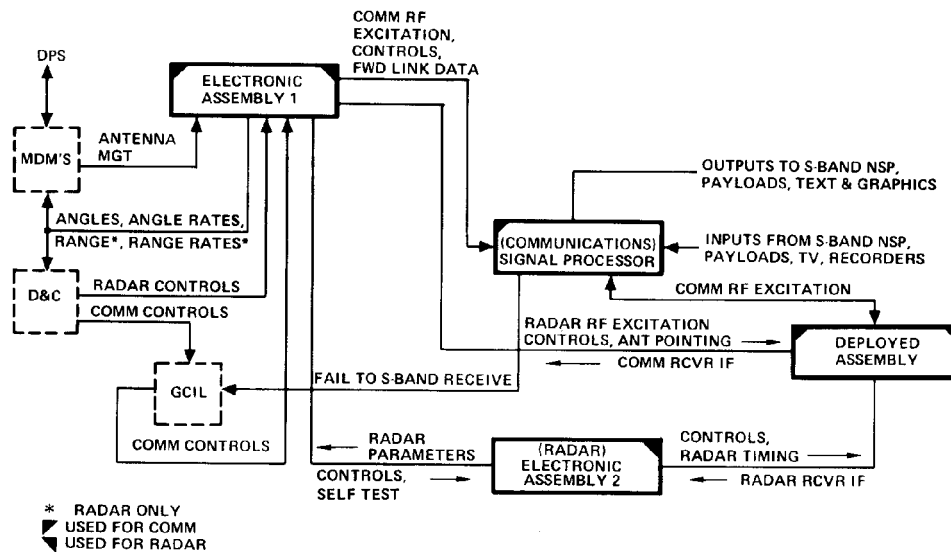 COMM RF
EXCITATION,
CONTROLS,
FWD LINK DATA
DPS
ELECTRONIC
ASSEMBLY 1
MDM'S
ANTENNA
MGT
OUTPUTS TO S-BAND NSP,
PAYLOADS, TEXT & GRAPHICS
ANGLES, ANGLE RATES,
RANGE*, RANGE RATES*
(COMMUNICATIONS)
SIGNAL PROCESSOR
INPUTS FROM S-BAND NSP,
PAYLOADS, TV, RECORDERS
D&C
RADAR CONTROLS
COMM CONTROLS
COMM RF EXCITATION
RADAR RF EXCITATION
CONTROLS, ANT POINTING
COMM RCVR IF
DEPLOYED
ASSEMBLY
GCIL
FAIL TO S-BAND RECEIVE
COMM CONTROLS
RADAR
PARAMETERS
CONTROLS,
SELF TEST
(RADAR)
ELECTRONIC
ASSEMBLY 2
CONTROLS,
RADAR TIMING
RADAR RCVR IF
* RADAR ONLY
USED FOR COMM
USED FOR RADAR